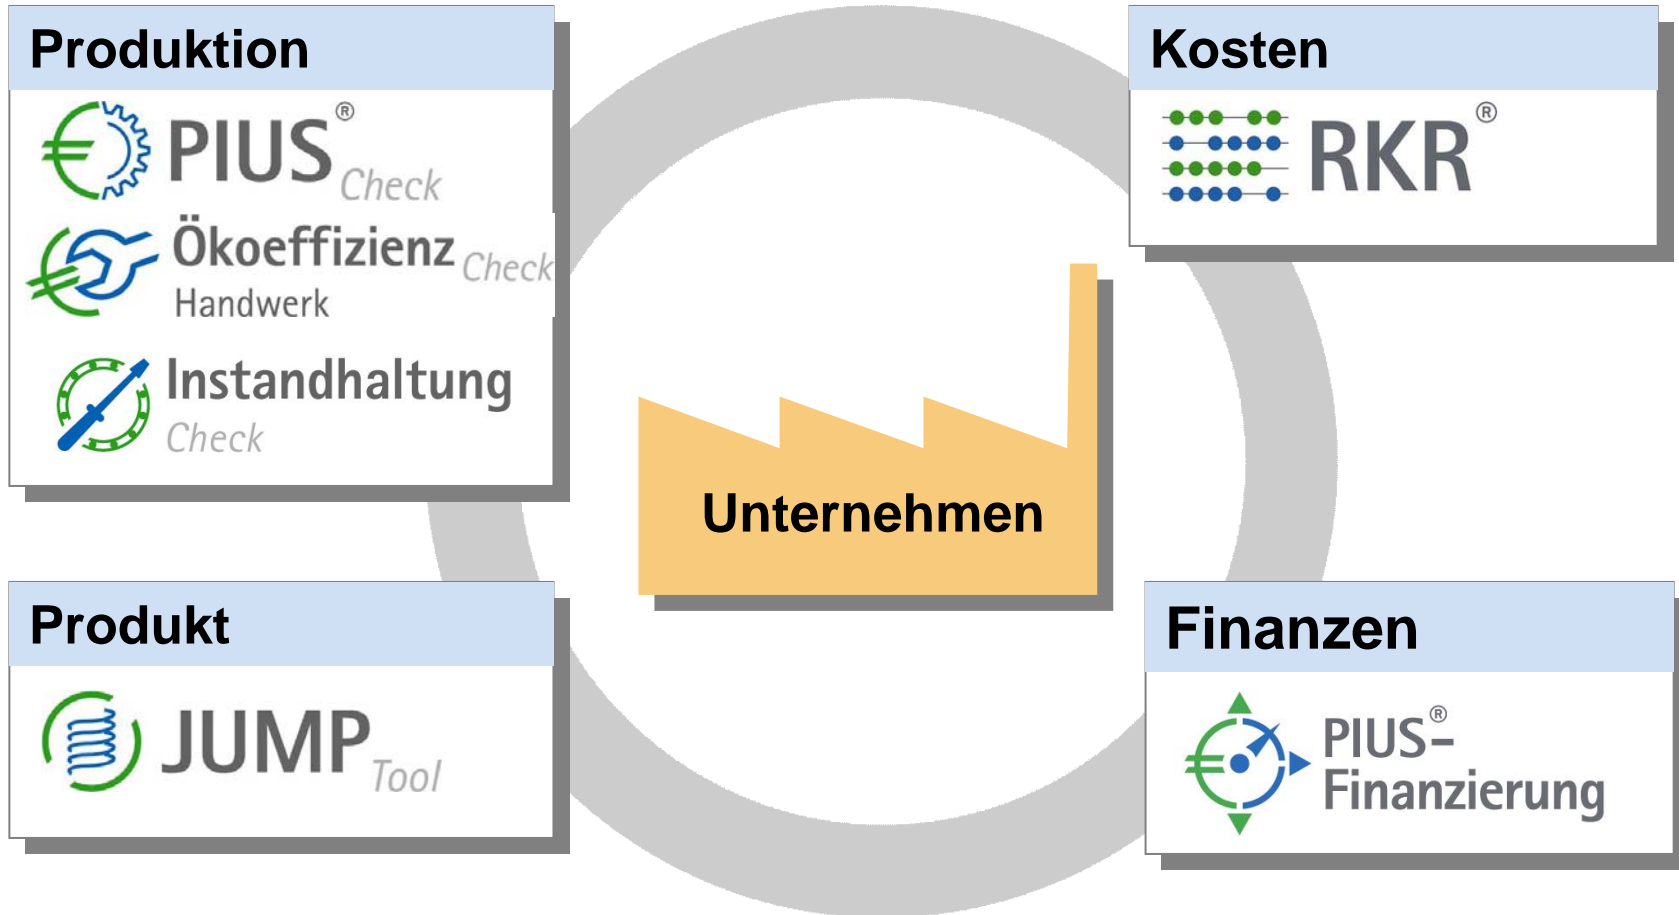 Produktion
PIUS®
Check
Ökoeffizienz Check
Handwerk
Instandhaltung
Check
Kosten
RKR®
Unternehmen
Produkt
JUMP
Tool
Finanzen
PIUS®-
Finanzierung